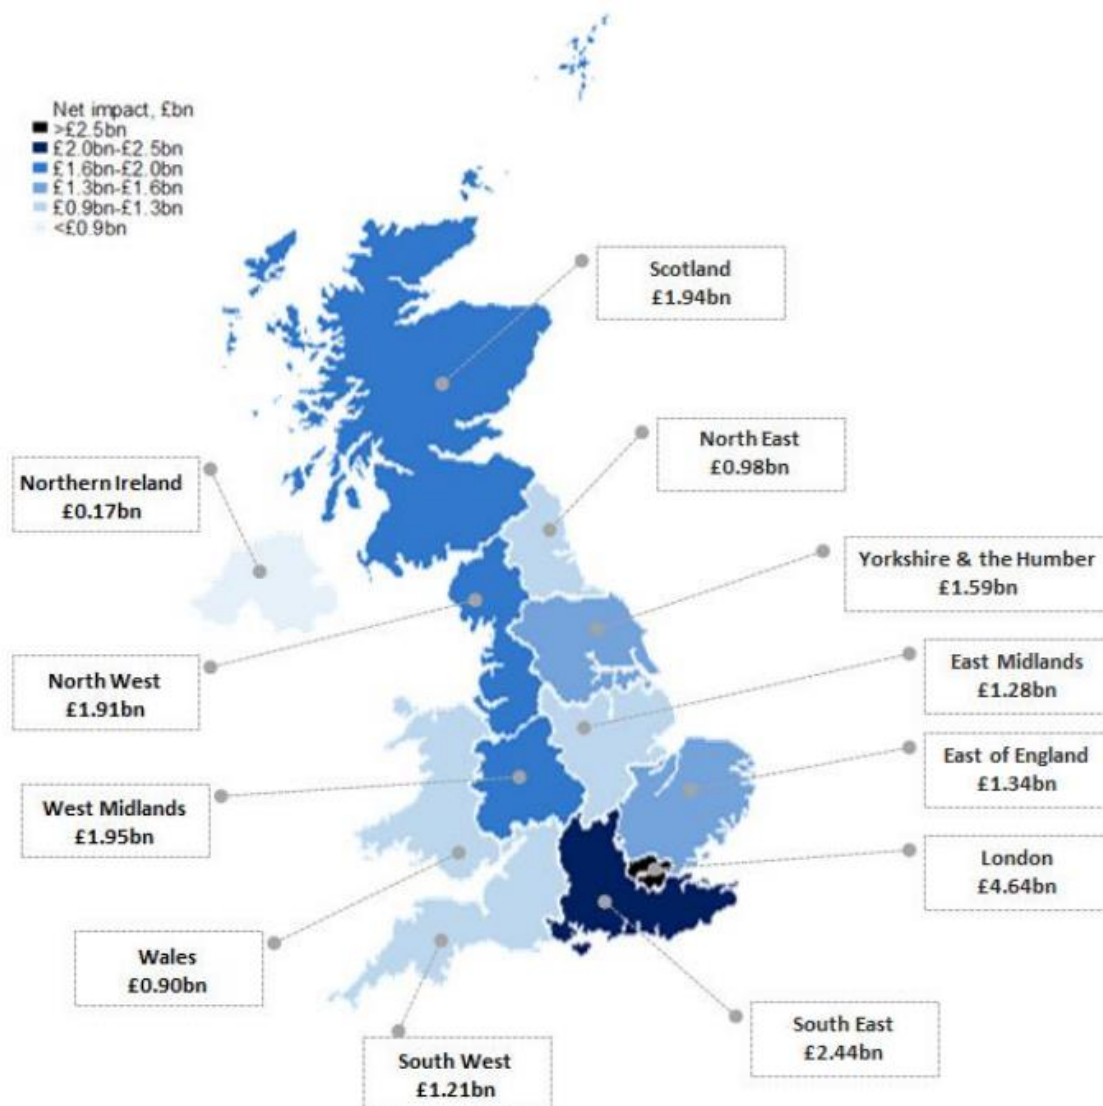 Net impact, £bn
>£2.5bn
£2.0bn-£2.5bn
£1.6bn-£2.0bn
£1.3bn-£1.6bn
£0.9bn-£1.3bn
<£0.9bn
Scotland
£1.94bn
North East
£0.98bn
Northern Ireland
£0.17bn
Yorkshire & the Humber
£1.59bn
North West
£1.91bn
East Midlands
£1.28bn
East of England
£1.34bn
West Midlands
£1.95bn
London
£4.64bn
Wales
£0.90bn
South East
£2.44bn
South West
£1.21bn